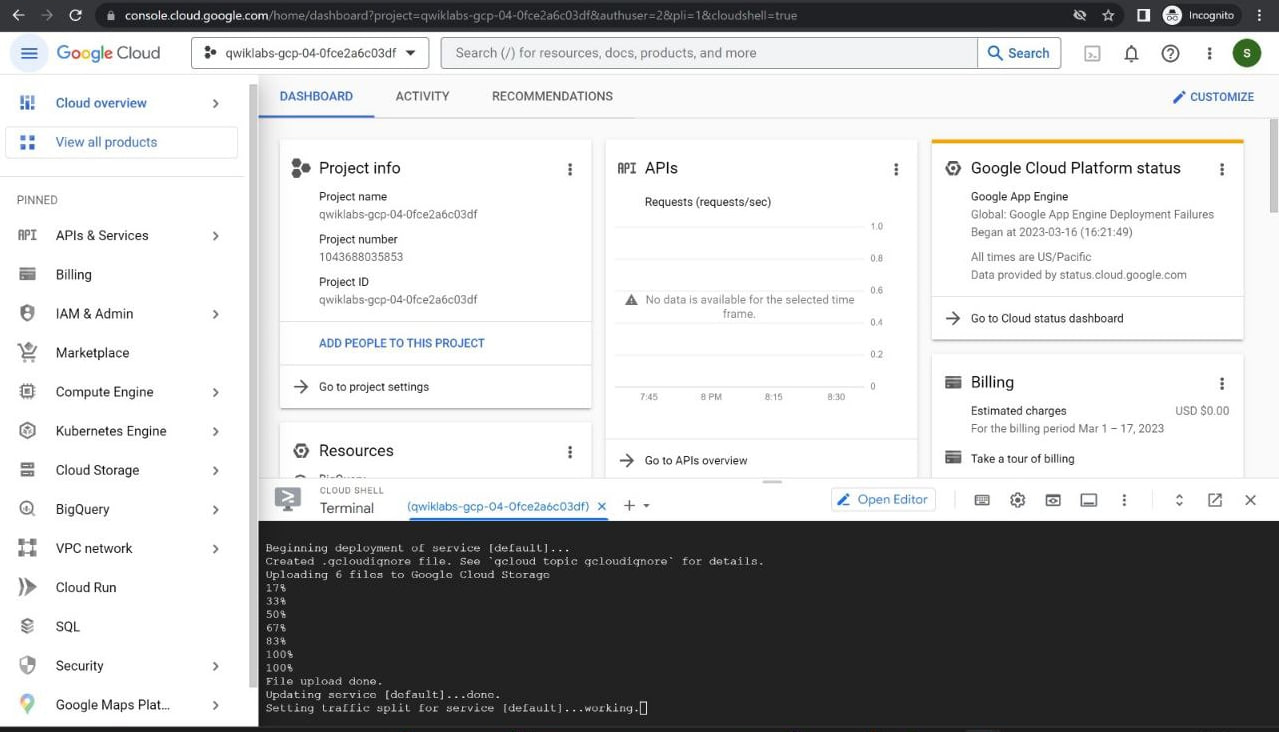 console.cloud.google.com/home/dashboard?project=qwiklabs-gcp-04-0fce2a6c03df&authuser=2&pli=1&cloudshell=true
Incognito
Google Cloud
qwiklabs-gcp-04-0fce2a6c03df
Search (/) for resources, docs, products, and more
Search
S
Cloud overview
View all products
PINNED
API APIs & Services
Billing
IAM & Admin
Marketplace
Compute Engine
Kubernetes Engine
Cloud Storage
BigQuery
VPC network
Cloud Run
SQL
Security
Google Maps Plat...
DASHBOARD
ACTIVITY
RECOMMENDATIONS
CUSTOMIZE
Project info
Project name
qwiklabs-gcp-04-0fce2a6c03df
Project number
1043688035853
Project ID
qwiklabs-gcp-04-0fce2a6c03df
ADD PEOPLE TO THIS PROJECT
Go to project settings
Resources
BigQuery
API APIs
Requests (requests/sec)
1.0
0.8
0.6
No data is available for the selected time
frame.
0.4
0.2
0
7:45
8 PM
8:15
8:30
Go to APIs overview
Google Cloud Platform status
Google App Engine
Global: Google App Engine Deployment Failures
Began at 2023-03-16 (16:21:49)
All times are US/Pacific
Data provided by status.cloud.google.com
Go to Cloud status dashboard
Billing
Estimated charges
USD $0.00
For the billing period Mar 1 – 17, 2023
Take a tour of billing
CLOUD SHELL
Terminal
(qwiklabs-gcp-04-0fce2a6c03df)
Open Editor
Beginning deployment of service [default]...
Created .gcloudignore file. See `gcloud topic gcloudignore` for details.
Uploading 6 files to Google Cloud Storage
17%
33%
50%
67%
83%
100%
100%
File upload done.
Updating service [default]...done.
Setting traffic split for service [default]...working.